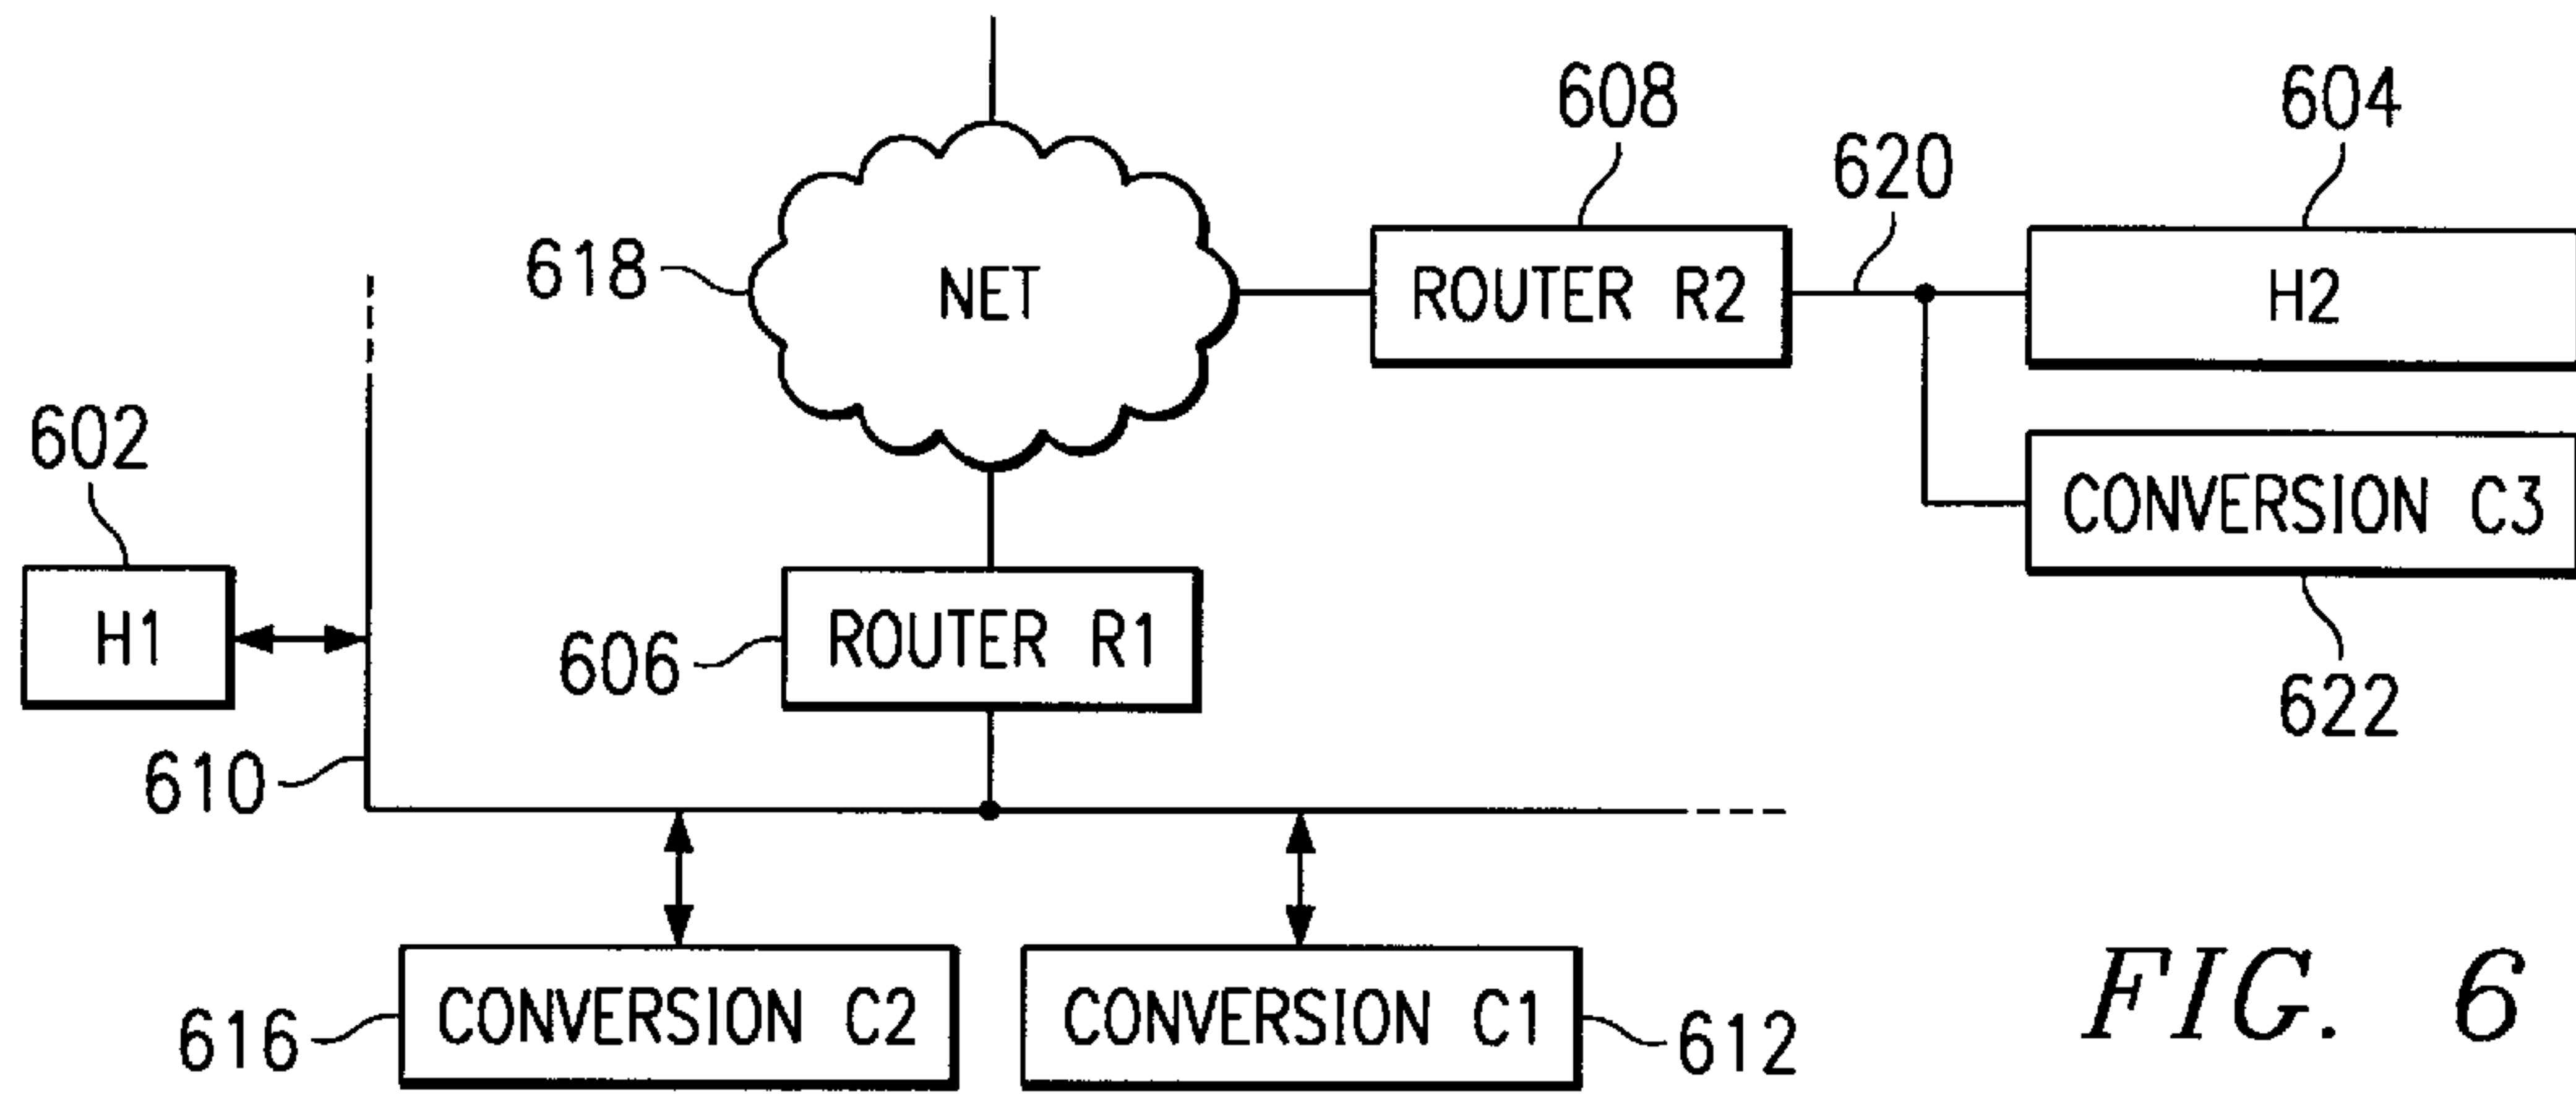 608
604
620
618
NET
ROUTER R2
H2
602
CONVERSION C3
H1
606
ROUTER R1
622
610
616
CONVERSION C2
CONVERSION C1
612
FIG. 6